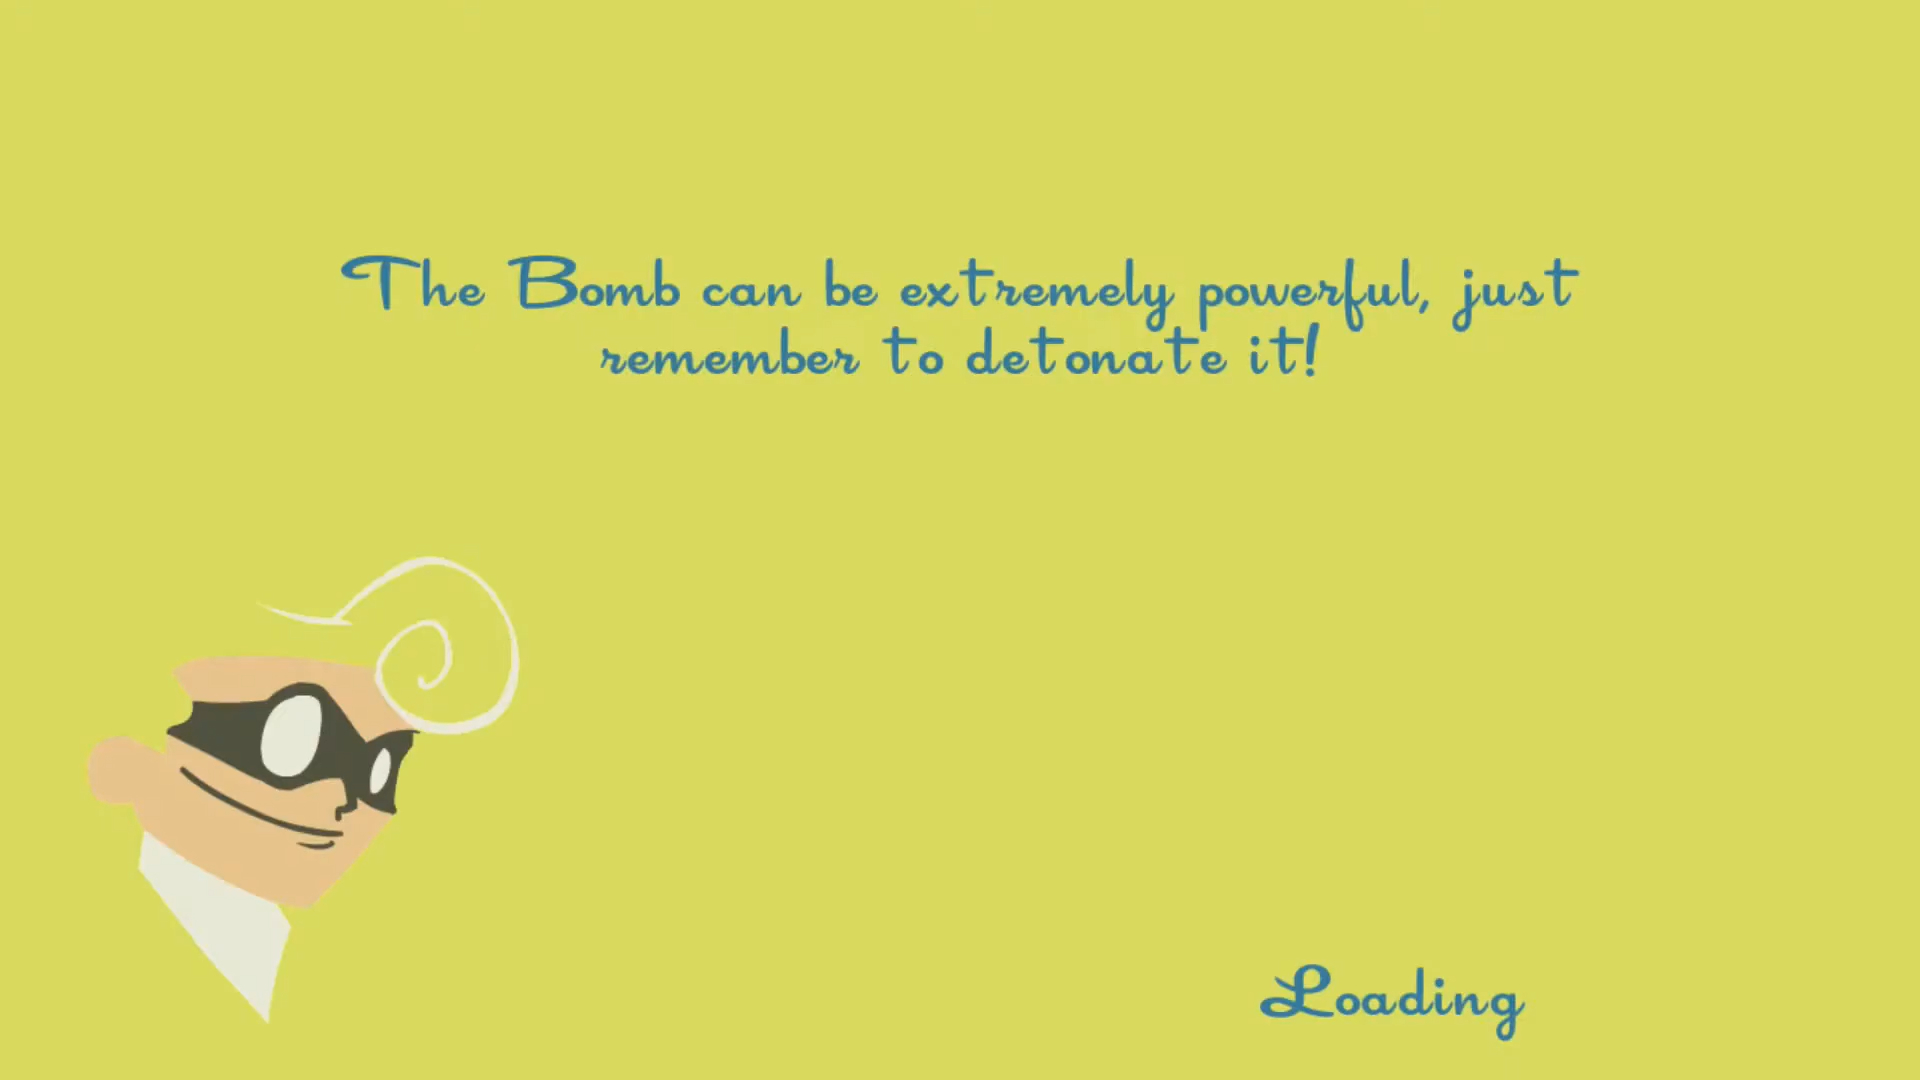 The Bomb can be extremely powerful, just
remember to detonate it!
Loading